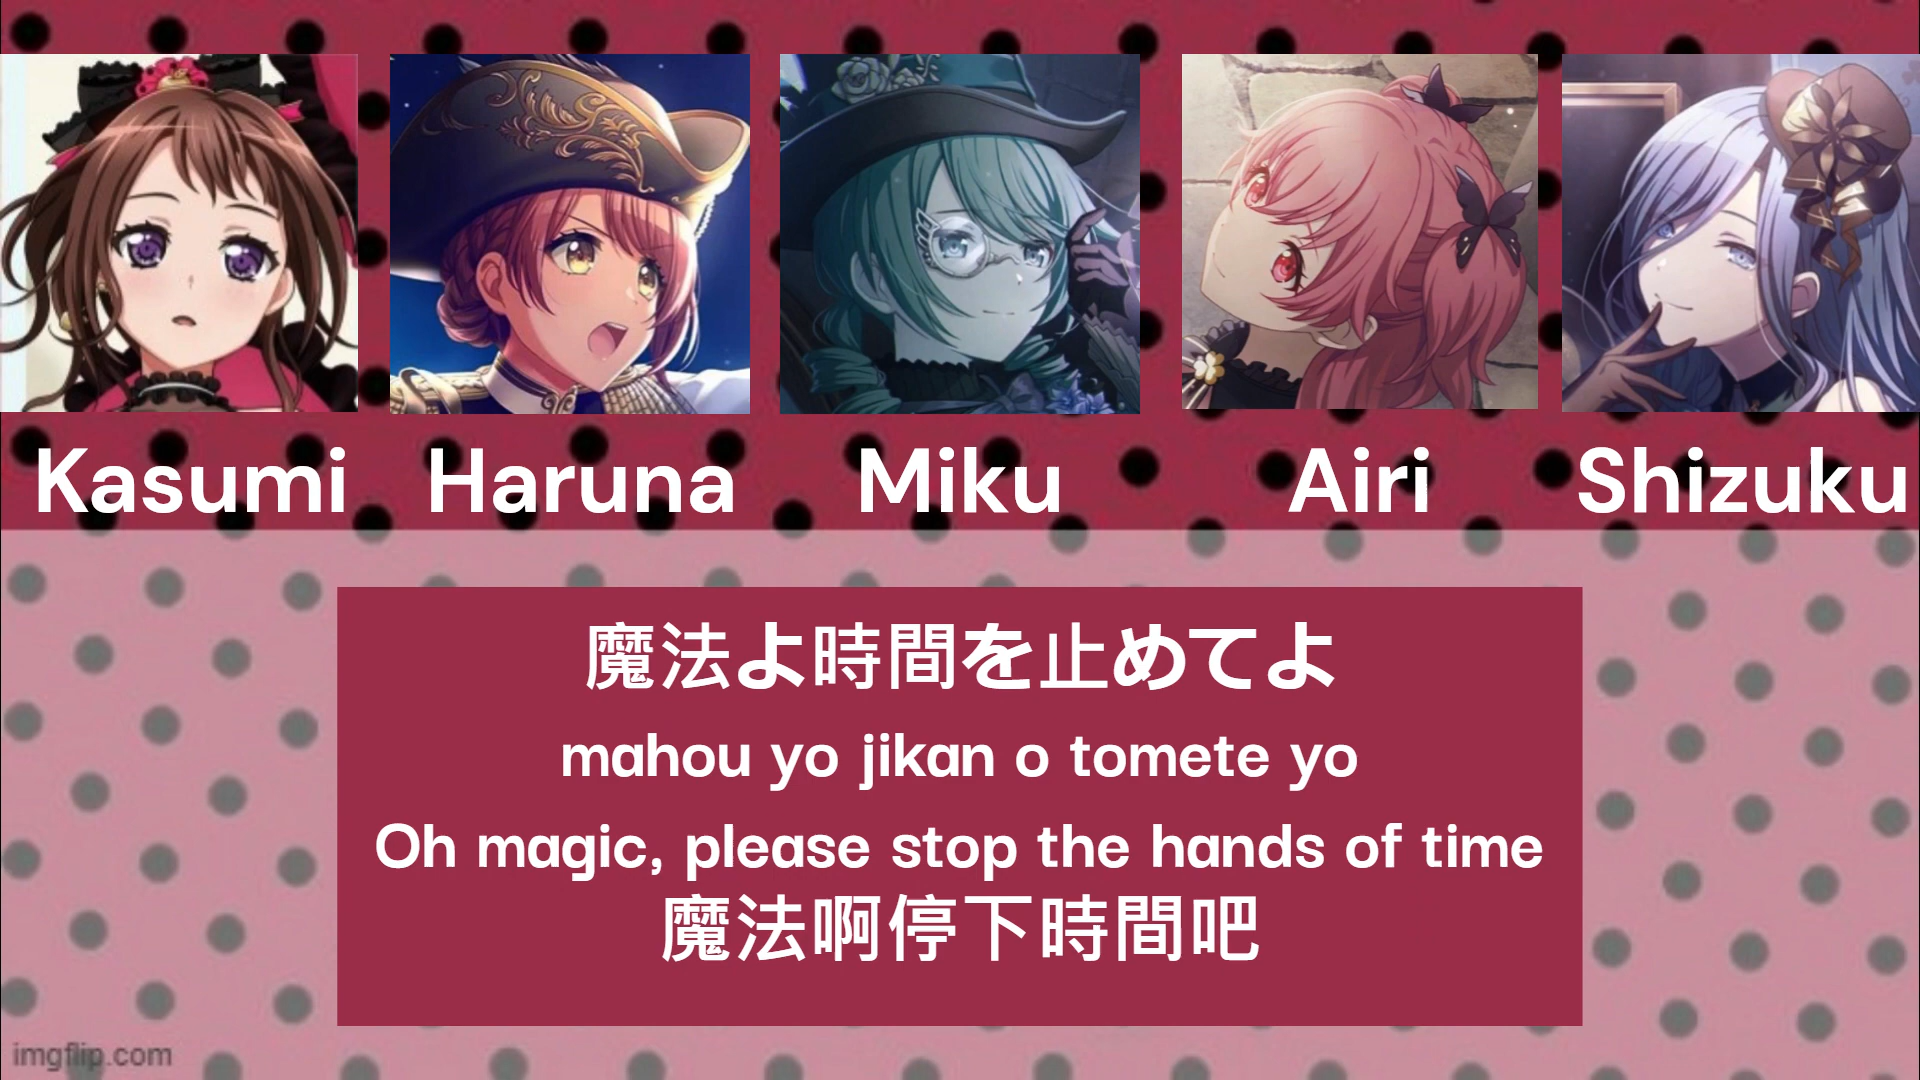 Kasumi Haruna Miku Airi Shizuku
魔法よ時間を止めてよ
mahou yo jikan o tomete yo
Oh magic, please stop the hands of time
魔法啊停下時間吧
imgflip.com